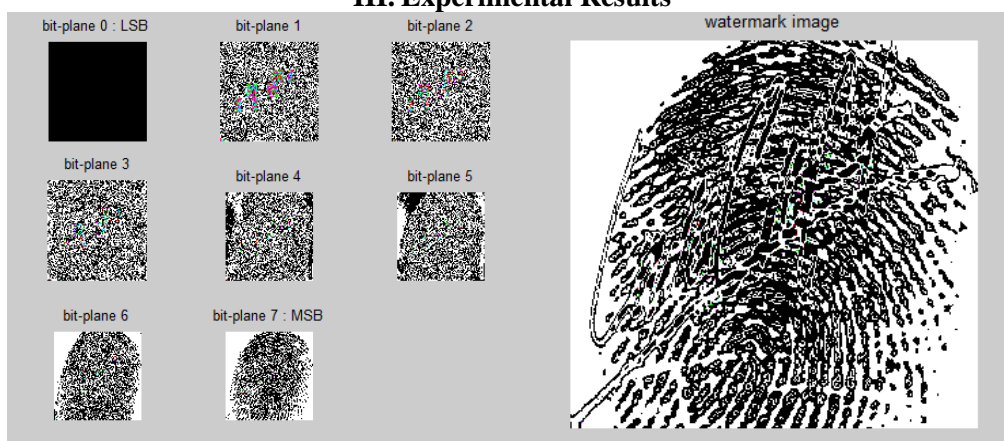 III. Experimental Results
bit-plane 0 : LSB
bit-plane 1
bit-plane 2
watermark image
bit-plane 3
bit-plane 4
bit-plane 5
bit-plane 6
bit-plane 7 : MSB